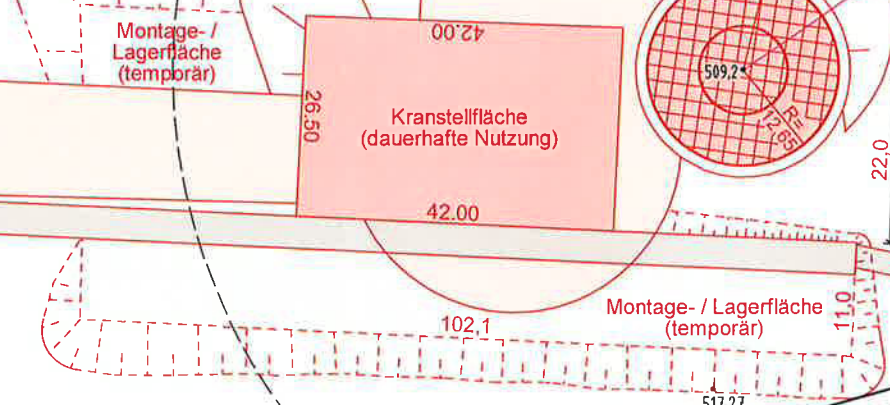 Montage- /
Lagerfläche
(temporär)
42.00
26.50
Kranstellfläche
(dauerhafte Nutzung)
509,2
R=
12,65
22,0
42.00
Montage- / Lagerfläche
(temporär)
11,0
102,1
517,27